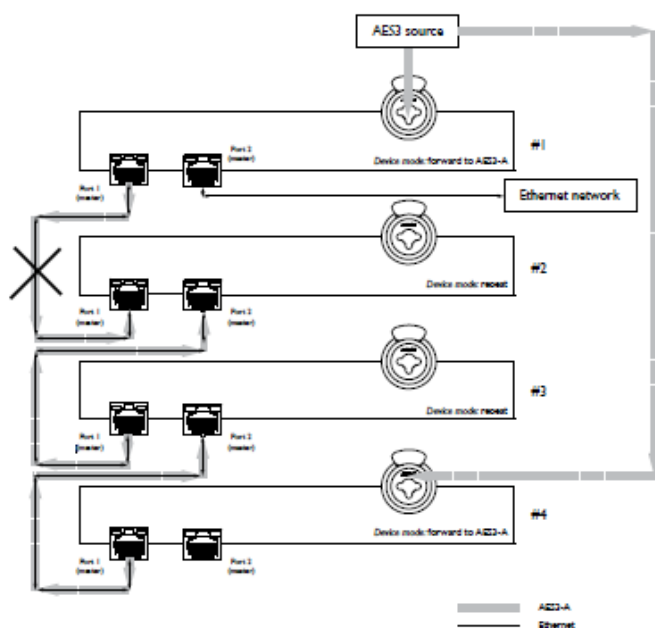 AES3 source
#1
Port 2
(master)
Device mode: forward to AES3-A
Port 1
(master)
Ethernet network
#2
Device mode: repeat
Port 1
(master)
Port 2
(master)
#3
Device mode: repeat
Port 1
(master)
Port 2
(master)
#4
Device mode: forward to AES3-A
Port 1
(master)
Port 2
(master)
AES3-A
Ethernet